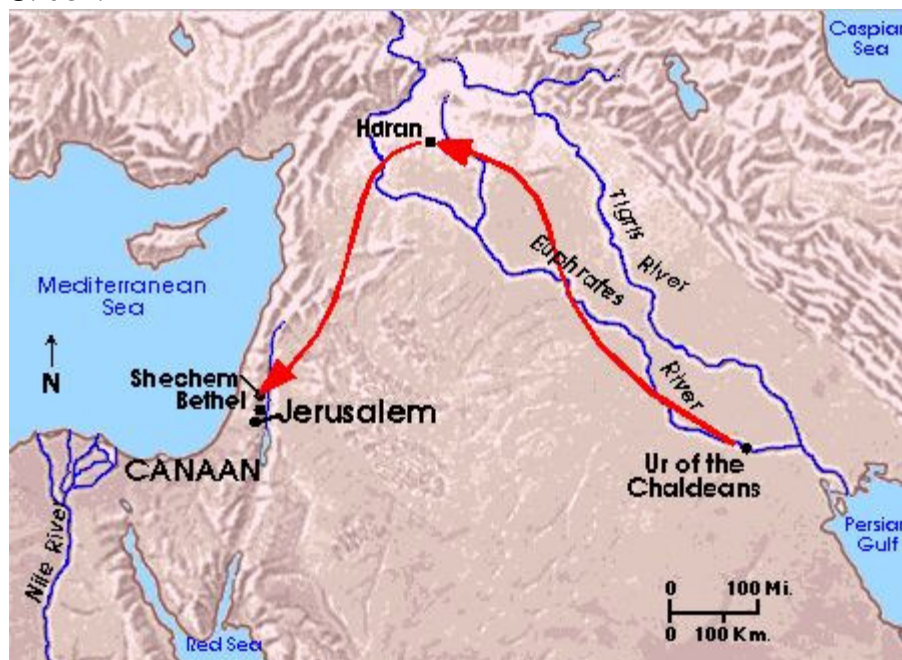 Caspian
Sea
Haran
Tigris
River
Euphrates
River
Mediterranean
Sea
N
Shechem
Bethel
Jerusalem
CANAAN
Ur of the
Chaldeans
Nile River
Persian
Gulf
Red Sea
0 100 Mi.
0 100 Km.